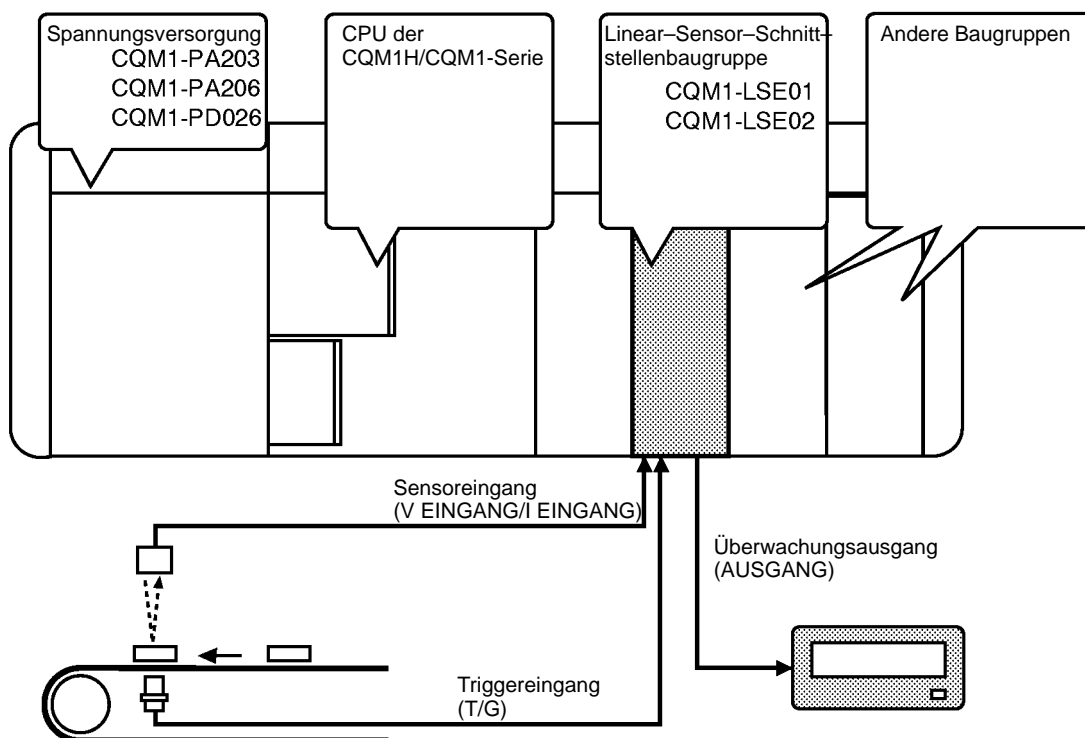 Spannungsversorgung
CQM1-PA203
CQM1-PA206
CQM1-PD026
CPU der
CQM1H/CQM1-Serie
Linear–Sensor–Schnitt–
stellenbaugruppe
CQM1-LSE01
CQM1-LSE02
Andere Baugruppen
Sensoreingang
(V EINGANG/I EINGANG)
Überwachungsausgang
(AUSGANG)
Triggereingang
(T/G)